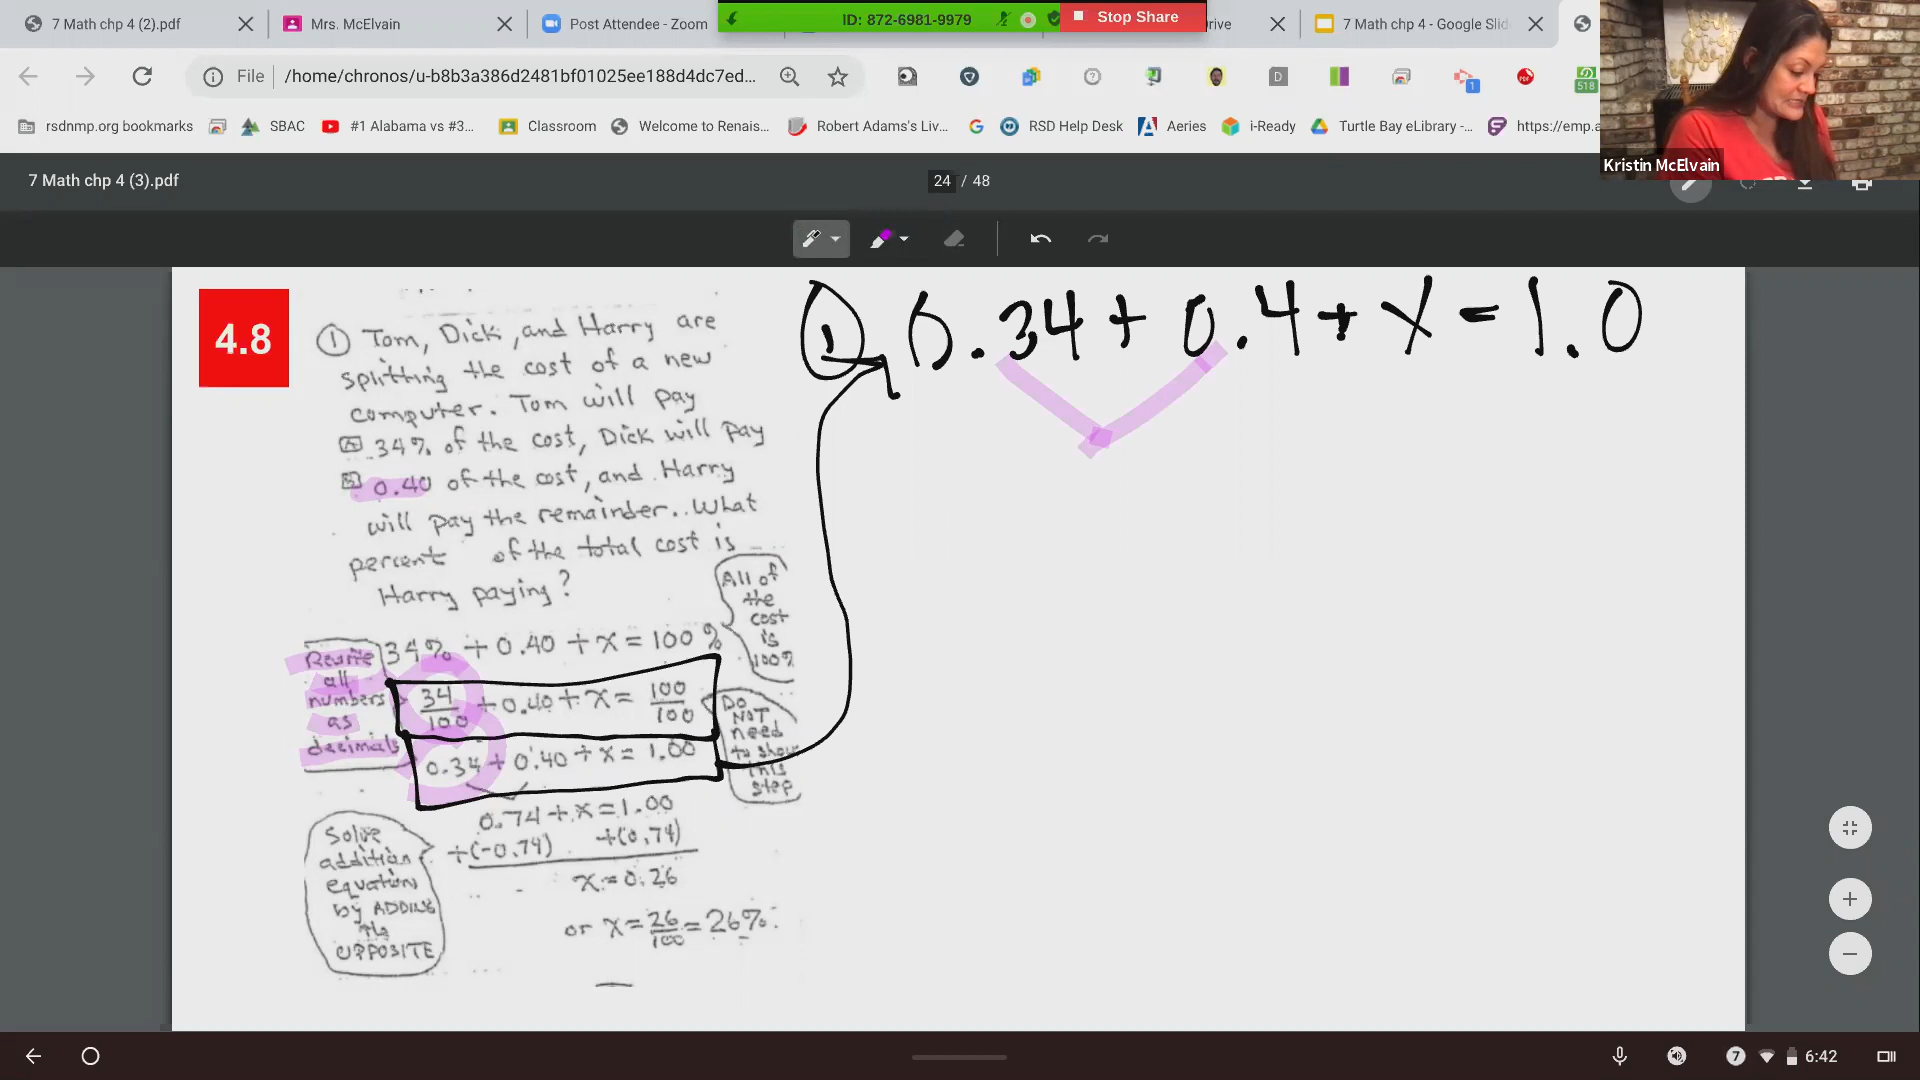 7 Math chp 4 (2).pdf
Mrs. McElvain
Post Attendee - Zoom
ID: 872-6981-9979
Stop Share
rive
7 Math chp 4 - Google Slid
File
/home/chronos/u-b8b3a386d2481bf01025ee188d4dc7ed...
D
1
PDF
518
rsdnmp.org bookmarks
SBAC
#1 Alabama vs #3...
Classroom
Welcome to Renais...
Robert Adams's Liv...
RSD Help Desk
Aeries
i-Ready
Turtle Bay eLibrary -...
https://emp.a
Kristin McElvain
7 Math chp 4 (3).pdf
24 / 48
4.8
① Tom, Dick, and Harry are
splitting the cost of a new
computer. Tom will pay
34% of the cost, Dick will pay
0.40 of the cost, and Harry
will pay the remainder. What
percent of the total cost is
Harry paying?
All of
the
cost
is
100%
34% + 0.40 + x = 100%
Rewrite
all
numbers
as
decimals
34/100 + 0.40 + x = 100/100
0.34 + 0.40 + x = 1.00
Do
NOT
need
to show
this
step
0.74 + x = 1.00
+(-0.74) +(0.74)
x = 0.26
or x = 26/100 = 26%
Solve
addition
equation
by ADDING
the
OPPOSITE
① 0.34 + 0.4 + x = 1.0
7
6:42